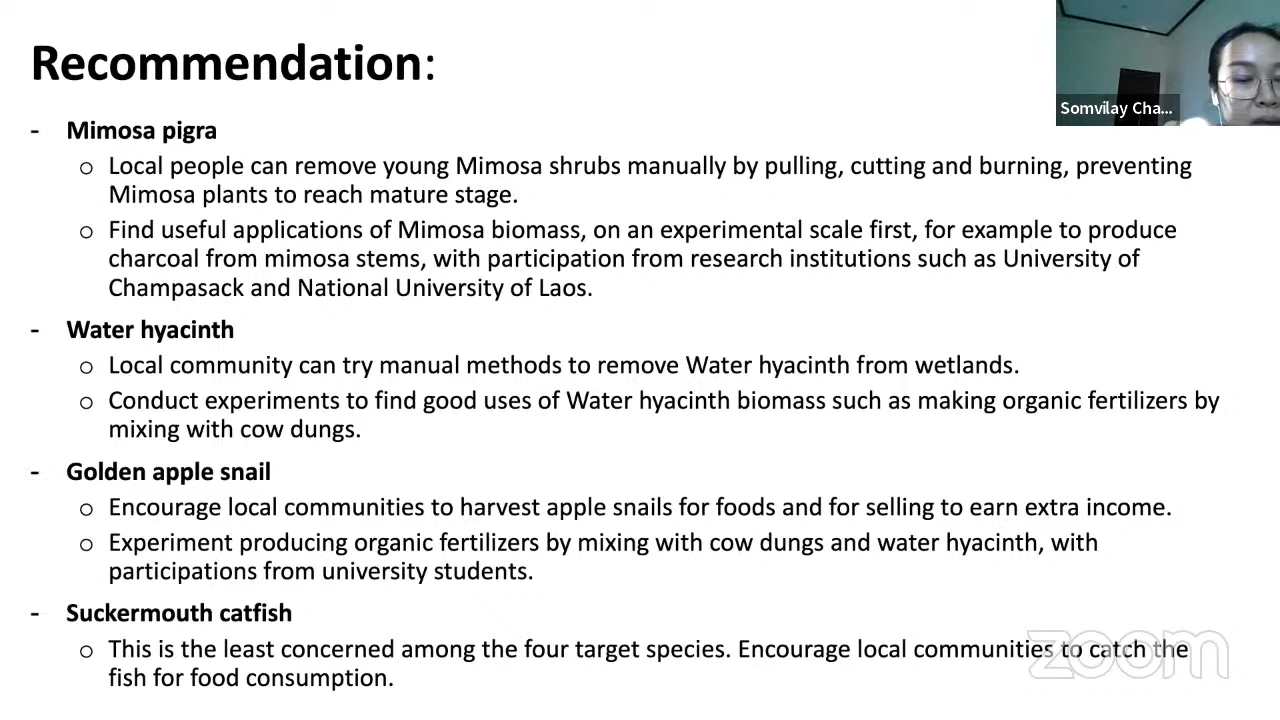 Recommendation:
Somvilay Cha...
- Mimosa pigra
o Local people can remove young Mimosa shrubs manually by pulling, cutting and burning, preventing
Mimosa plants to reach mature stage.
o Find useful applications of Mimosa biomass, on an experimental scale first, for example to produce
charcoal from mimosa stems, with participation from research institutions such as University of
Champasack and National University of Laos.
- Water hyacinth
o Local community can try manual methods to remove Water hyacinth from wetlands.
o Conduct experiments to find good uses of Water hyacinth biomass such as making organic fertilizers by
mixing with cow dungs.
- Golden apple snail
o Encourage local communities to harvest apple snails for foods and for selling to earn extra income.
o Experiment producing organic fertilizers by mixing with cow dungs and water hyacinth, with
participations from university students.
- Suckermouth catfish
o This is the least concerned among the four target species. Encourage local communities to catch the
fish for food consumption.
zoom